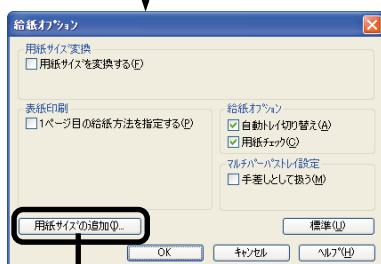 給紙オプション
用紙サイズ変換
用紙サイズを変換する(F)
表紙印刷
1ページ目の給紙方法を指定する(P)
給紙オプション
自動トレイ切り替え(A)
用紙チェック(C)
マルチパーパストレイ設定
手差しとして扱う(M)
用紙サイズの追加(I)...
標準(U)
OK
キャンセル
ヘルプ(H)